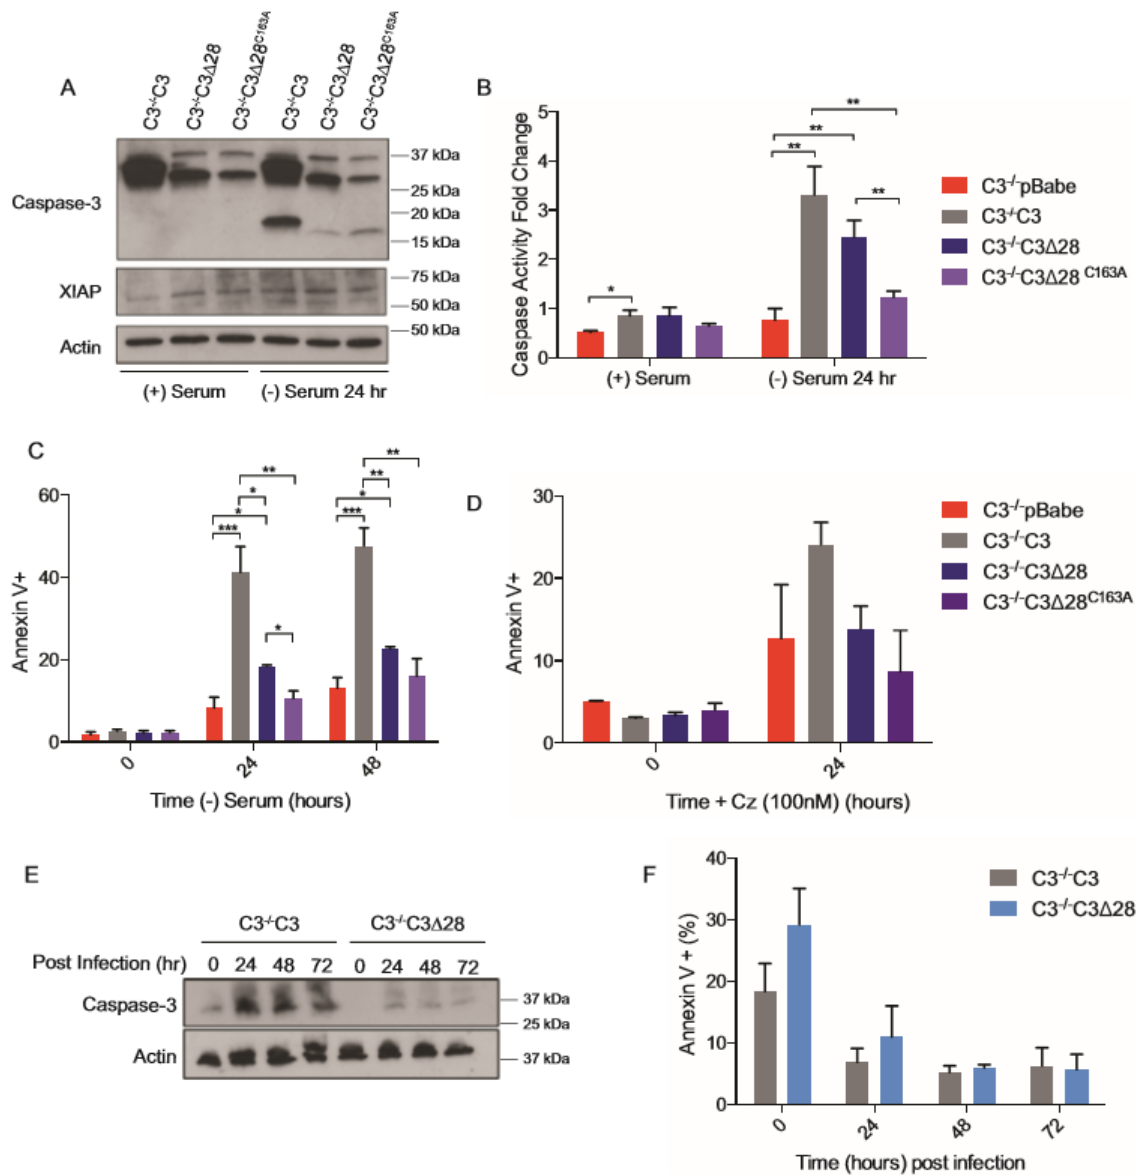 A
C3⁻/⁻C3
C3⁻/⁻C3Δ28
C3⁻/⁻C3Δ28ᶜ¹⁶³ᴬ
C3⁻/⁻C3
C3⁻/⁻C3Δ28
C3⁻/⁻C3Δ28ᶜ¹⁶³ᴬ
Caspase-3
37 kDa
25 kDa
20 kDa
15 kDa
XIAP
75 kDa
50 kDa
Actin
50 kDa
(+) Serum
(-) Serum 24 hr
B
Caspase Activity Fold Change
5
4
3
2
1
0
*
**
**
**
**
(+) Serum
(-) Serum 24 hr
C3⁻/⁻pBabe
C3⁻/C3
C3⁻/⁻C3Δ28
C3⁻/⁻C3Δ28 ᶜ¹⁶³ᴬ
C
Annexin V+
60
40
20
0
**
*
*
***
*
**
**
*
***
0
24
48
Time (-) Serum (hours)
D
Annexin V+
30
20
10
0
0
24
Time + Cz (100nM) (hours)
C3⁻/⁻pBabe
C3⁻/⁻C3
C3⁻/⁻C3Δ28
C3⁻/⁻C3Δ28ᶜ¹⁶³ᴬ
E
C3⁻/⁻C3
C3⁻/⁻C3Δ28
Post Infection (hr) 0 24 48 72 0 24 48 72
Caspase-3
37 kDa
25 kDa
Actin
37 kDa
F
Annexin V + (%)
40
30
20
10
0
0
24
48
72
Time (hours) post infection
C3⁻/⁻C3
C3⁻/⁻C3Δ28